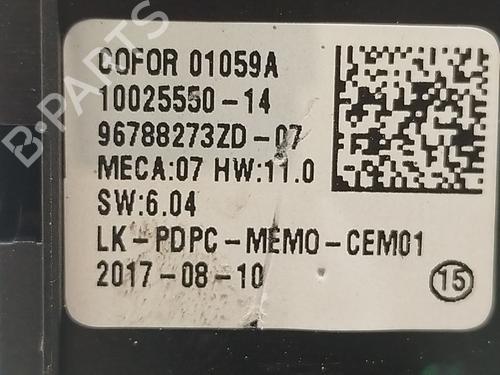 B-PARTS
COFOR 01059A
10025550-14
96788273ZD-07
MECA:07 HW:11.0
SW:6.04
LK-PDPC-MEMO-CEM01
2017-08-10
15